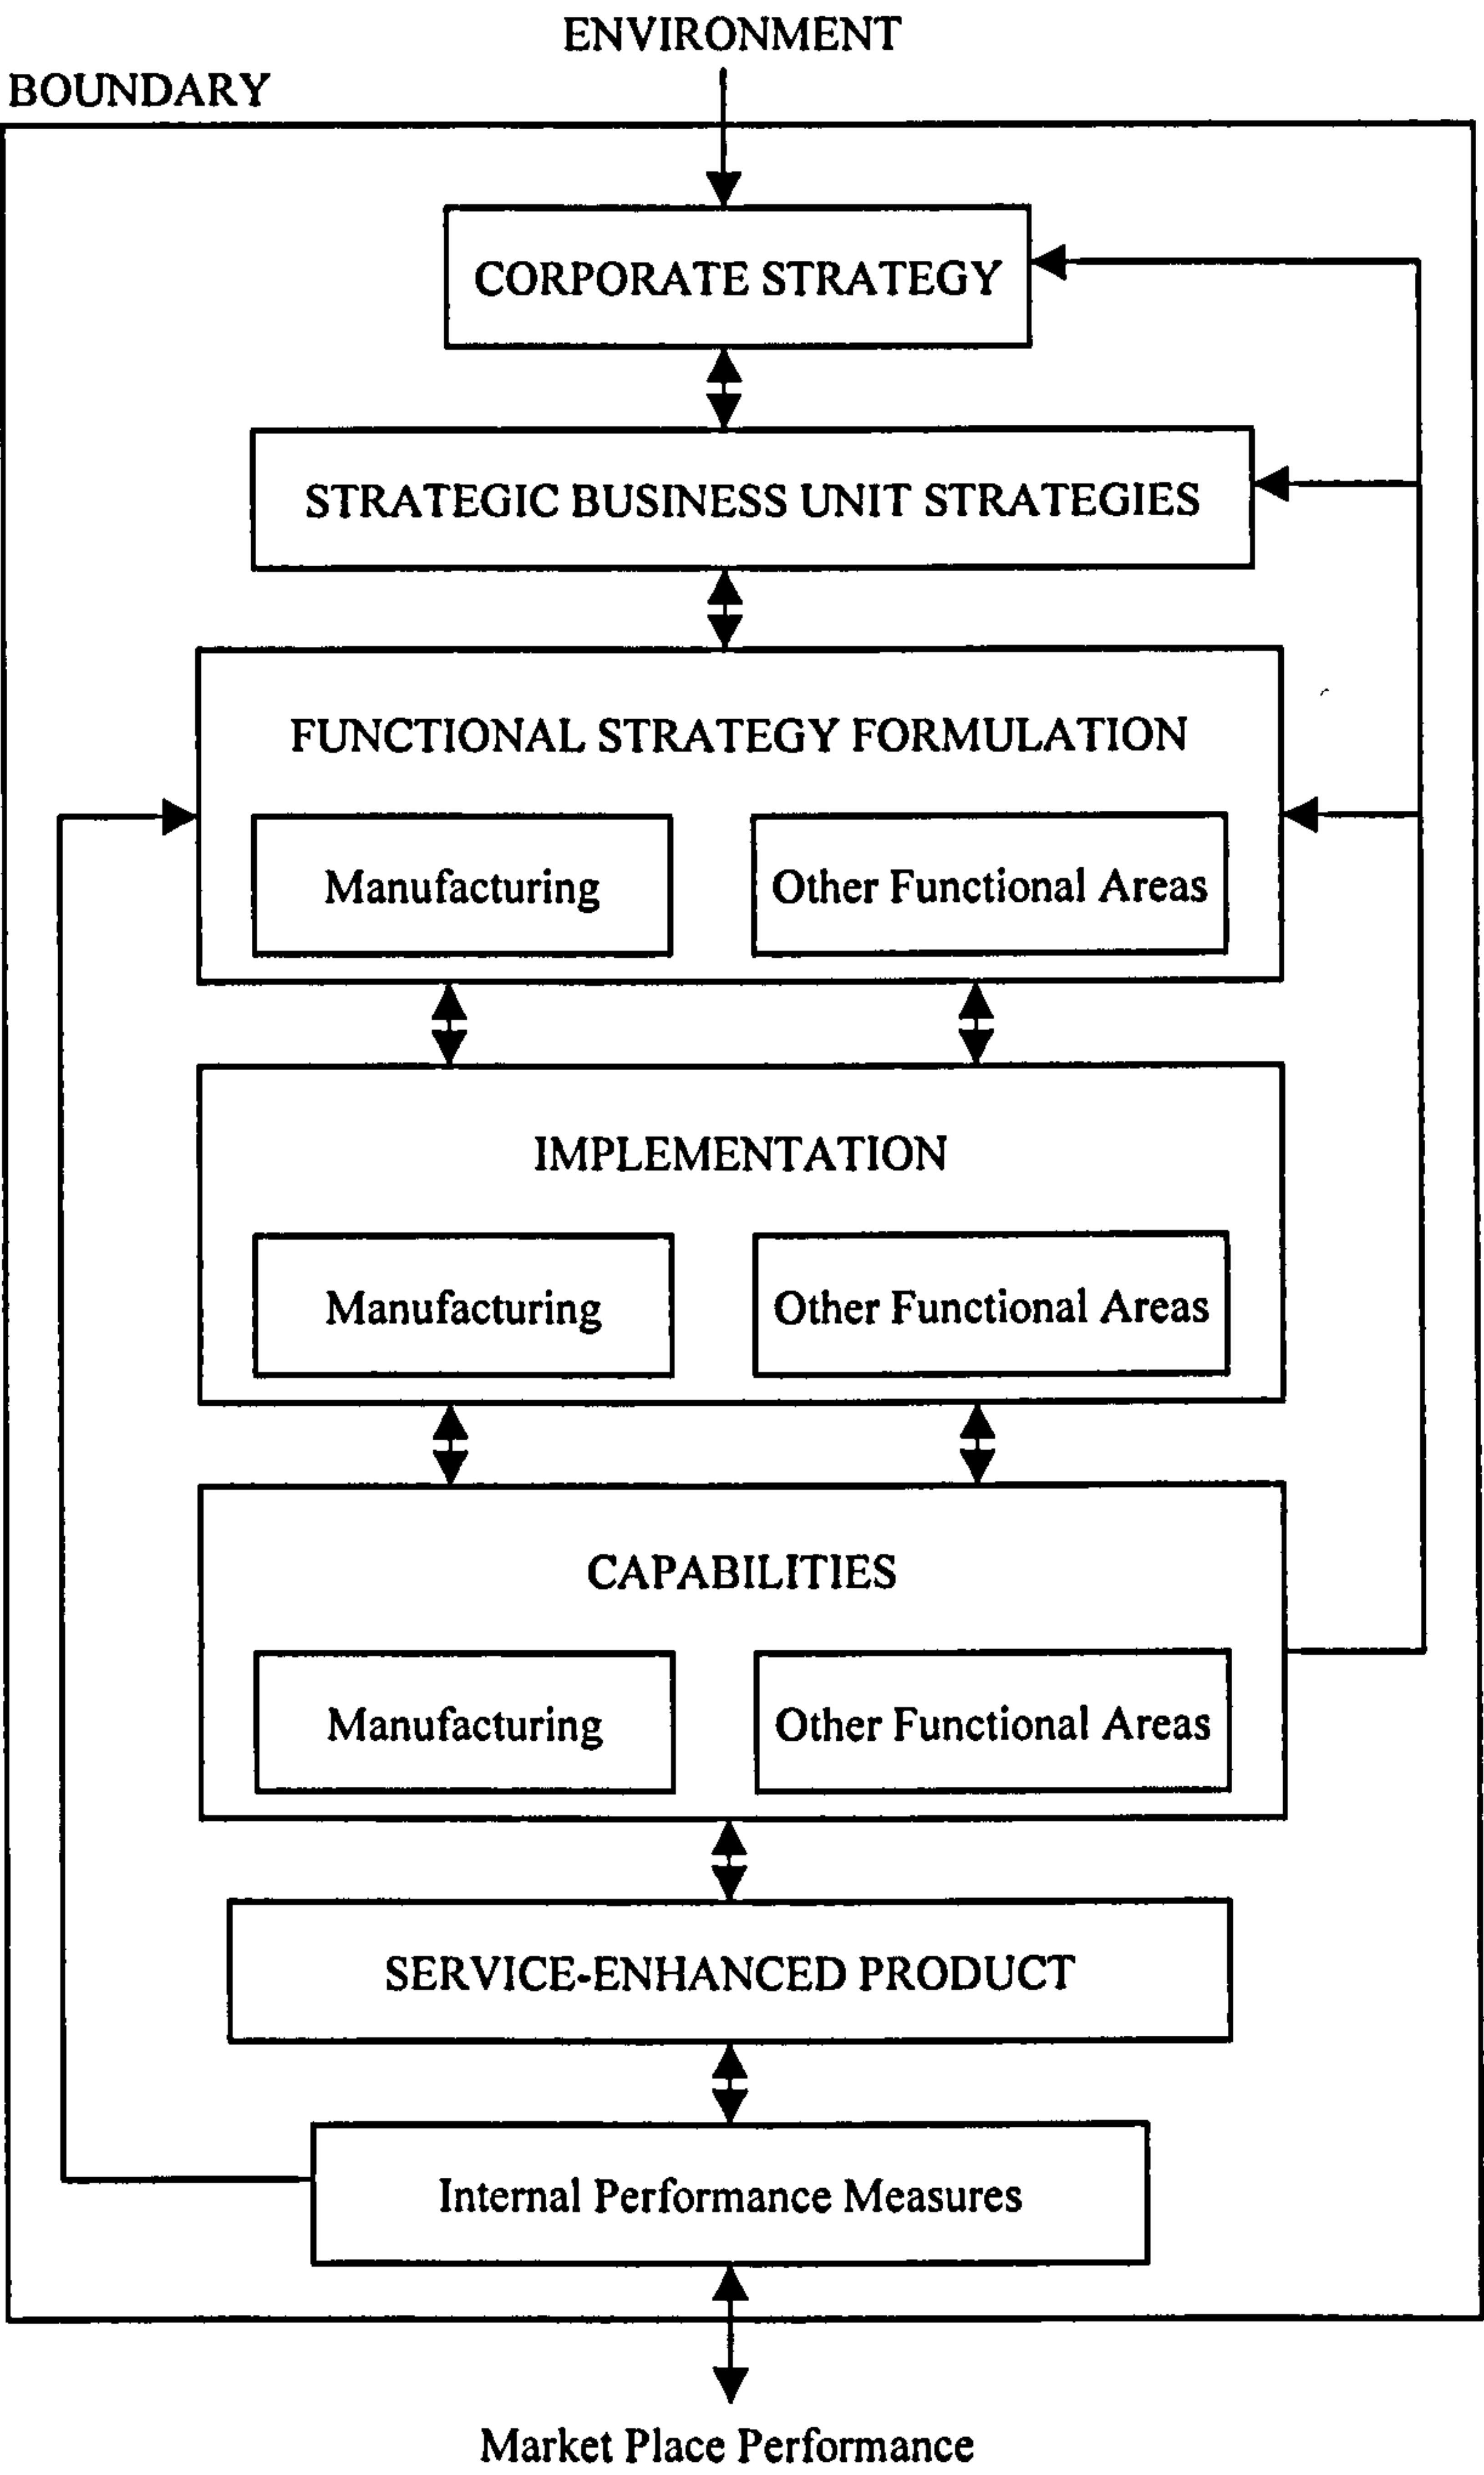 ENVIRONMENT
BOUNDARY
CORPORATE STRATEGY
STRATEGIC BUSINESS UNIT STRATEGIES
FUNCTIONAL STRATEGY FORMULATION
Manufacturing
Other Functional Areas
IMPLEMENTATION
Manufacturing
Other Functional Areas
CAPABILITIES
Manufacturing
Other Functional Areas
SERVICE-ENHANCED PRODUCT
Internal Performance Measures
Market Place Performance